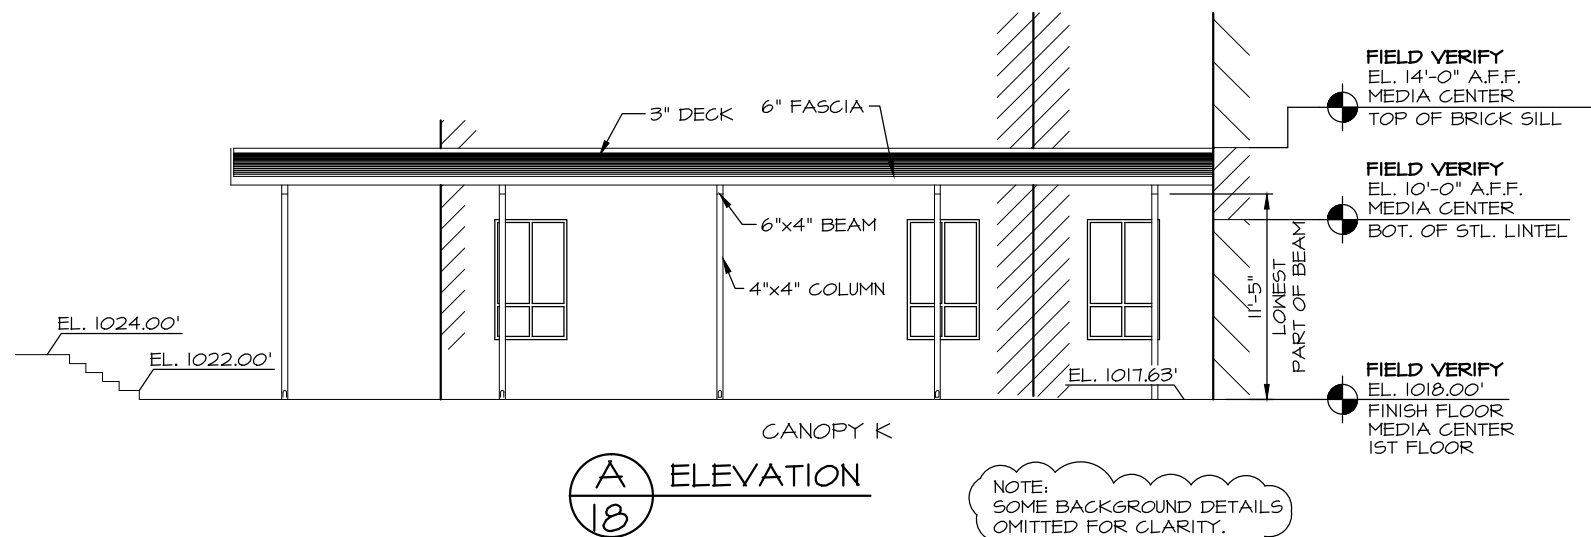 FIELD VERIFY
EL. 14'-0" A.F.F.
MEDIA CENTER
TOP OF BRICK SILL
3" DECK
6" FASCIA
FIELD VERIFY
EL. 10'-0" A.F.F.
MEDIA CENTER
BOT. OF STL. LINTEL
6"x4" BEAM
4"x4" COLUMN
11'-5"
LOWEST
PART OF BEAM
EL. 1024.00'
EL. 1022.00'
EL. 1017.63'
FIELD VERIFY
EL. 1018.00'
FINISH FLOOR
MEDIA CENTER
1ST FLOOR
CANOPY K
A
18
ELEVATION
NOTE:
SOME BACKGROUND DETAILS
OMITTED FOR CLARITY.